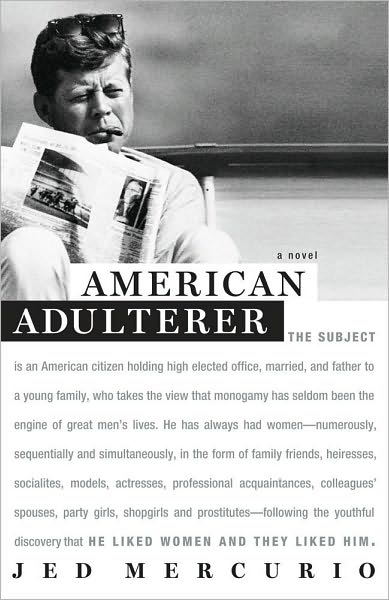 a novel
AMERICAN
ADULTERER
THE SUBJECT
is an American citizen holding high elected office, married, and father to
a young family, who takes the view that monogamy has seldom been the
engine of great men's lives. He has always had women—numerously,
sequentially and simultaneously, in the form of family friends, heiresses,
socialites, models, actresses, professional acquaintances, colleagues'
spouses, party girls, shopgirls and prostitutes—following the youthful
discovery that HE LIKED WOMEN AND THEY LIKED HIM.
JED MERCURIO